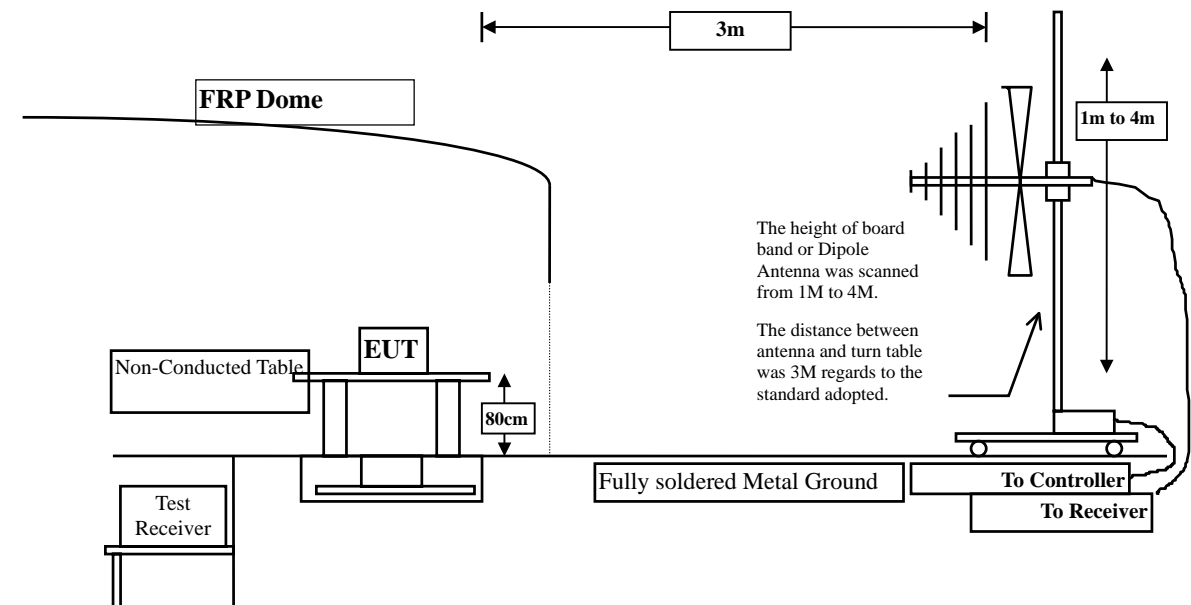 3m
FRP Dome
1m to 4m
The height of board
band or Dipole
Antenna was scanned
from 1M to 4M.
The distance between
antenna and turn table
was 3M regards to the
standard adopted.
EUT
Non-Conducted Table
80cm
Fully soldered Metal Ground
To Controller
To Receiver
Test
Receiver